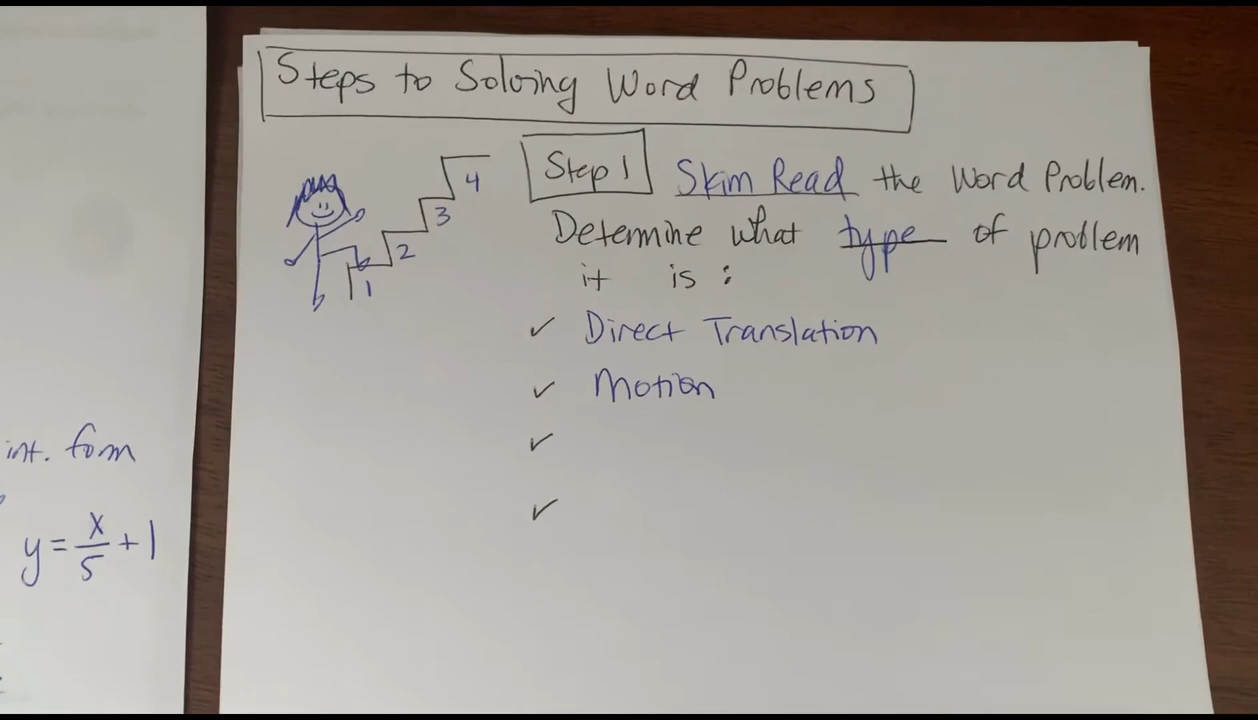 Steps to Solving Word Problems
Step 1 Skim Read the Word Problem.
Determine what type of problem
it is :
✓ Direct Translation
✓ Motion
✓
✓
4
3
2
1
int. form
y = x/5 + 1